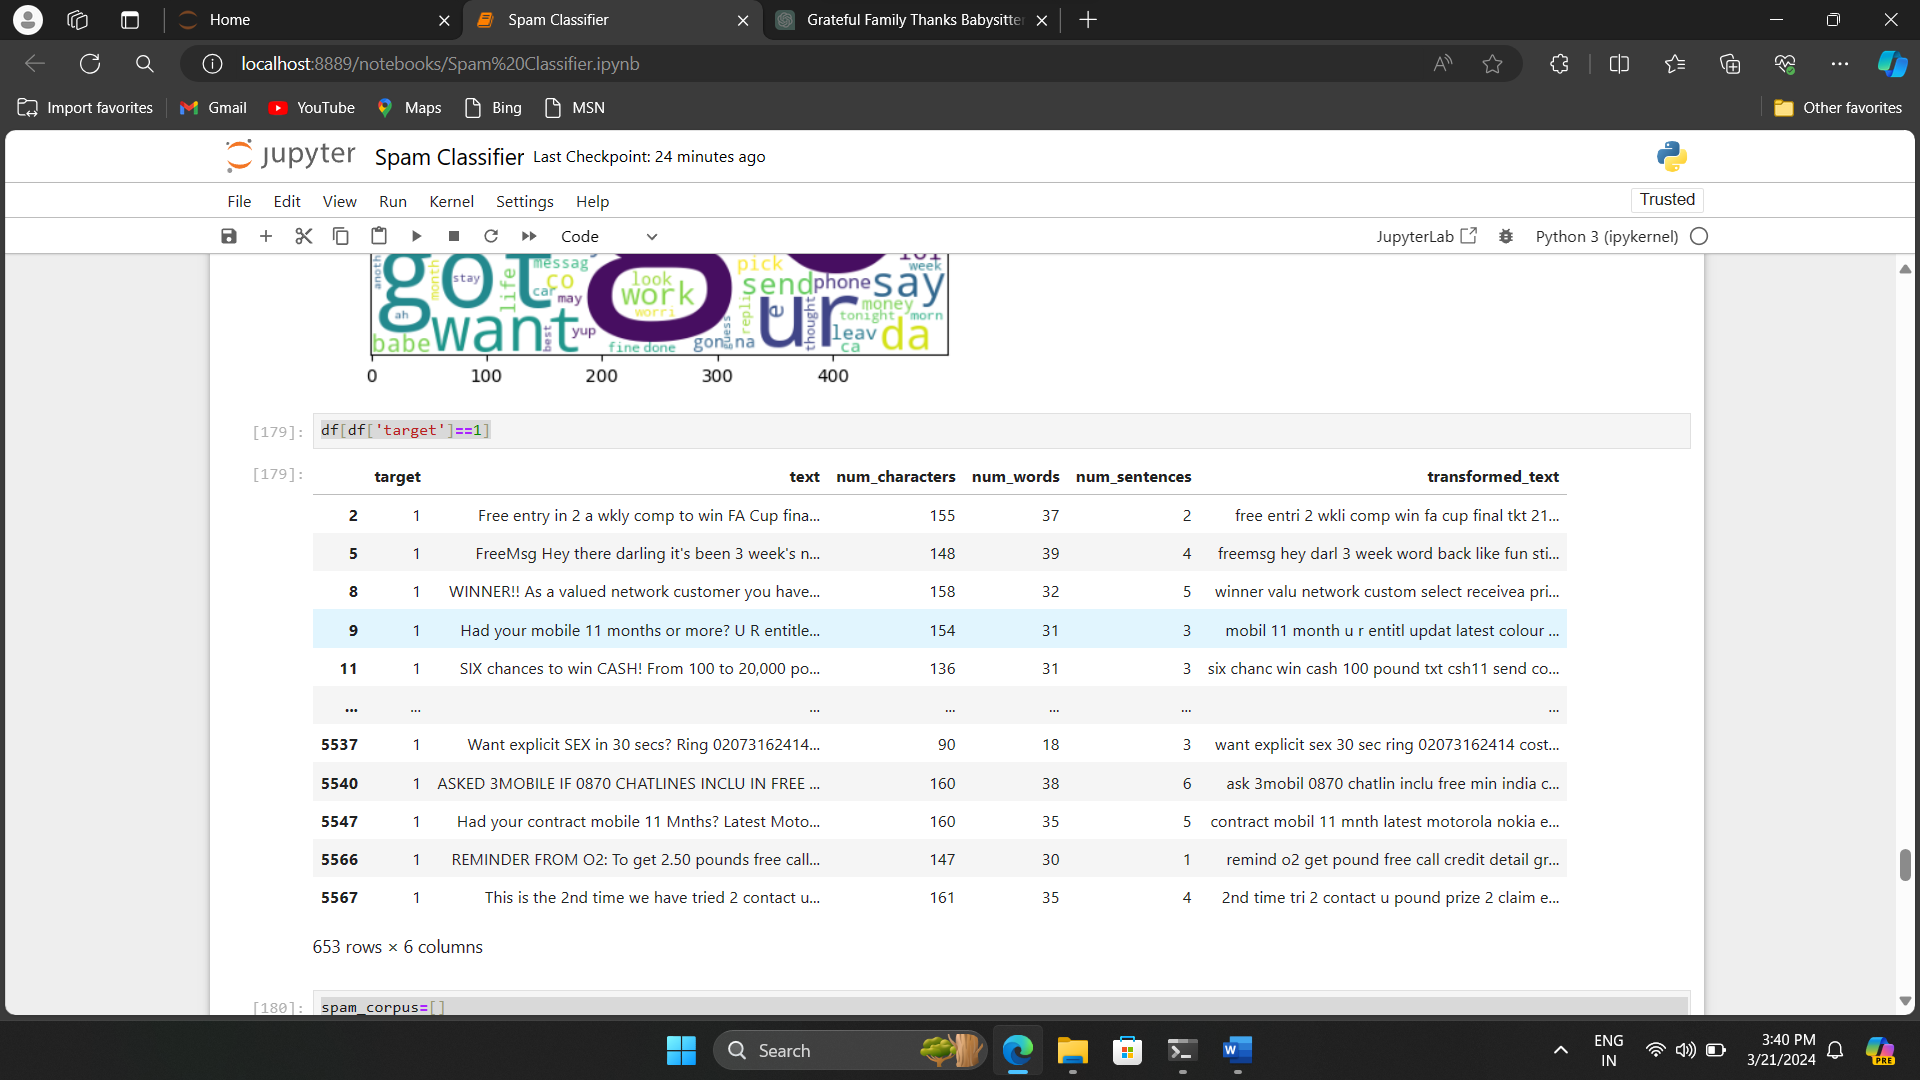 Home
Spam Classifier
Grateful Family Thanks Babysitter
localhost:8889/notebooks/Spam%20Classifier.ipynb
Import favorites Gmail YouTube Maps Bing MSN Other favorites
jupyter Spam Classifier Last Checkpoint: 24 minutes ago
File Edit View Run Kernel Settings Help Trusted
Code JupyterLab Python 3 (ipykernel)
got month stay life messag co car may look work worri pick send phone say week
ah want babe best yup fine done gon na guess repli ur e thought money tonight morn leav ca da
0 100 200 300 400
[179]: df[df['target']==1]
[179]: target text num_characters num_words num_sentences transformed_text
2 1 Free entry in 2 a wkly comp to win FA Cup fina... 155 37 2 free entri 2 wkli comp win fa cup final tkt 21...
5 1 FreeMsg Hey there darling it's been 3 week's n... 148 39 4 freemsg hey darl 3 week word back like fun sti...
8 1 WINNER!! As a valued network customer you have... 158 32 5 winner valu network custom select receivea pri...
9 1 Had your mobile 11 months or more? U R entitle... 154 31 3 mobil 11 month u r entitl updat latest colour ...
11 1 SIX chances to win CASH! From 100 to 20,000 po... 136 31 3 six chanc win cash 100 pound txt csh11 send co...
... ... ... ... ... ... ...
5537 1 Want explicit SEX in 30 secs? Ring 02073162414... 90 18 3 want explicit sex 30 sec ring 02073162414 cost...
5540 1 ASKED 3MOBILE IF 0870 CHATLINES INCLU IN FREE ... 160 38 6 ask 3mobil 0870 chatlin inclu free min india c...
5547 1 Had your contract mobile 11 Mnths? Latest Moto... 160 35 5 contract mobil 11 mnth latest motorola nokia e...
5566 1 REMINDER FROM O2: To get 2.50 pounds free call... 147 30 1 remind o2 get pound free call credit detail gr...
5567 1 This is the 2nd time we have tried 2 contact u... 161 35 4 2nd time tri 2 contact u pound prize 2 claim e...
653 rows × 6 columns
[180]: spam_corpus=[]
Search
ENG 3:40 PM
IN 3/21/2024
PRE